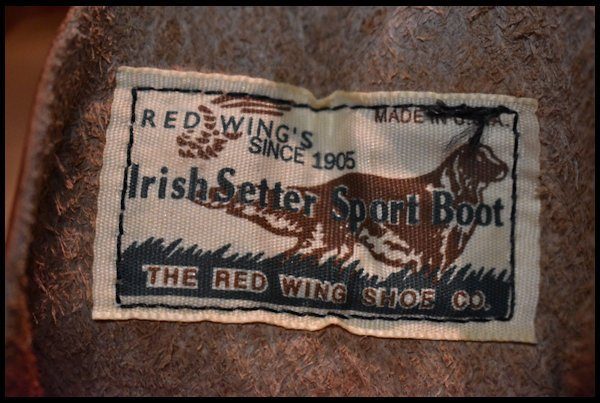 RED WING'S
MADE IN U.S.A.
SINCE 1905
Irish Setter Sport Boot
THE RED WING SHOE CO.